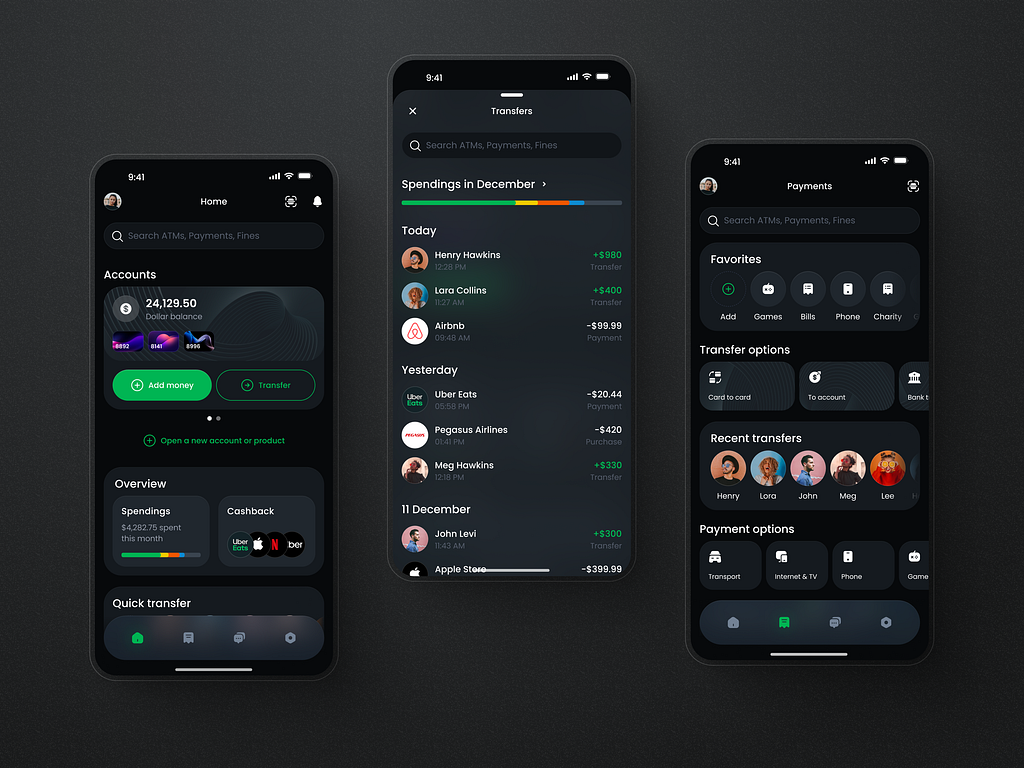 9:41
Home
Search ATMs, Payments, Fines
Accounts
24,129.50
Dollar balance
8892
8141
8996
Add money
Transfer
Open a new account or product
Overview
Spendings
$4,282.75 spent
this month
Cashback
Uber
Eats
N
ber
Quick transfer
9:41
Transfers
Search ATMs, Payments, Fines
Spendings in December
Today
Henry Hawkins
+$980
12:28 PM
Transfer
Lara Collins
+$400
11:27 AM
Transfer
Airbnb
-$99.99
09:48 AM
Payment
Yesterday
Uber
Eats
Uber Eats
-$20.44
05:58 PM
Payment
PEGASUS
Pegasus Airlines
-$420
01:41 PM
Purchase
Meg Hawkins
+$330
12:18 PM
Transfer
11 December
John Levi
+$300
11:43 AM
Transfer
Apple Store
-$399.99
9:41
Payments
Search ATMs, Payments, Fines
Favorites
Add
Games
Bills
Phone
Charity
Transfer options
Card to card
To account
Bank t
Recent transfers
Henry
Lora
John
Meg
Lee
Payment options
Transport
Internet & TV
Phone
Game